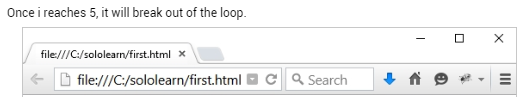 Once i reaches 5, it will break out of the loop.
file:///C:/sololearn/first.html ×
file:///C:/sololearn/first.html Search